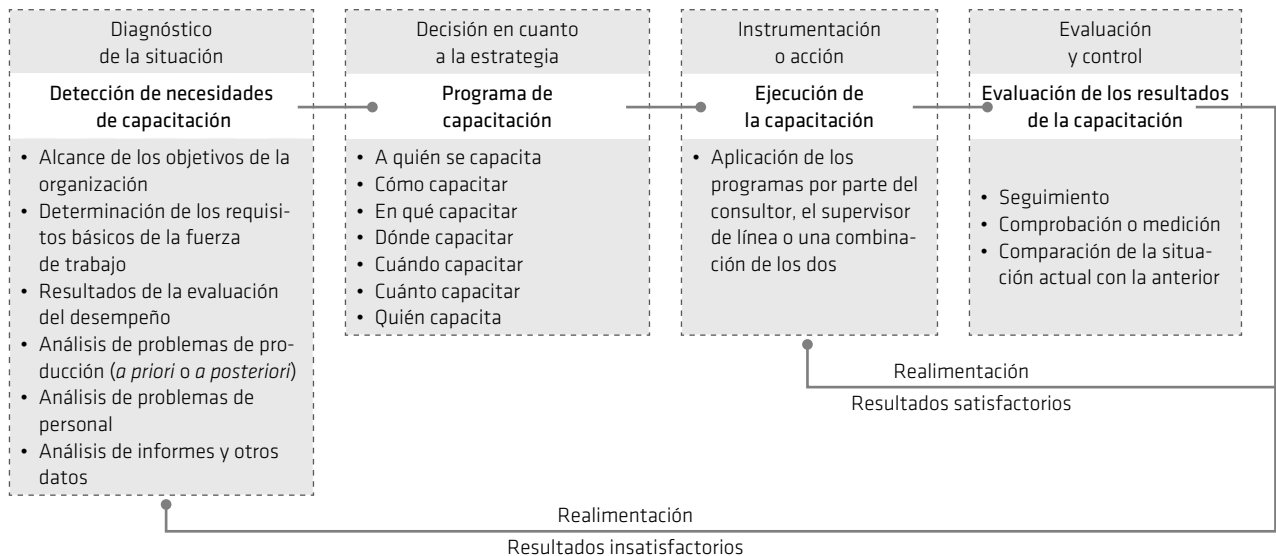 Diagnóstico
de la situación
Detección de necesidades
de capacitación
• Alcance de los objetivos de la
organización
• Determinación de los requisi-
tos básicos de la fuerza
de trabajo
• Resultados de la evaluación
del desempeño
• Análisis de problemas de pro-
ducción (a priori o a posteriori)
• Análisis de problemas de
personal
• Análisis de informes y otros
datos
Decisión en cuanto
a la estrategia
Programa de
capacitación
• A quién se capacita
• Cómo capacitar
• En qué capacitar
• Dónde capacitar
• Cuándo capacitar
• Cuánto capacitar
• Quién capacita
Instrumentación
o acción
Ejecución de
la capacitación
• Aplicación de los
programas por parte del
consultor, el supervisor
de línea o una combina-
ción de los dos
Evaluación
y control
Evaluación de los resultados
de la capacitación
• Seguimiento
• Comprobación o medición
• Comparación de la situa-
ción actual con la anterior
Realimentación
Resultados satisfactorios
Realimentación
Resultados insatisfactorios